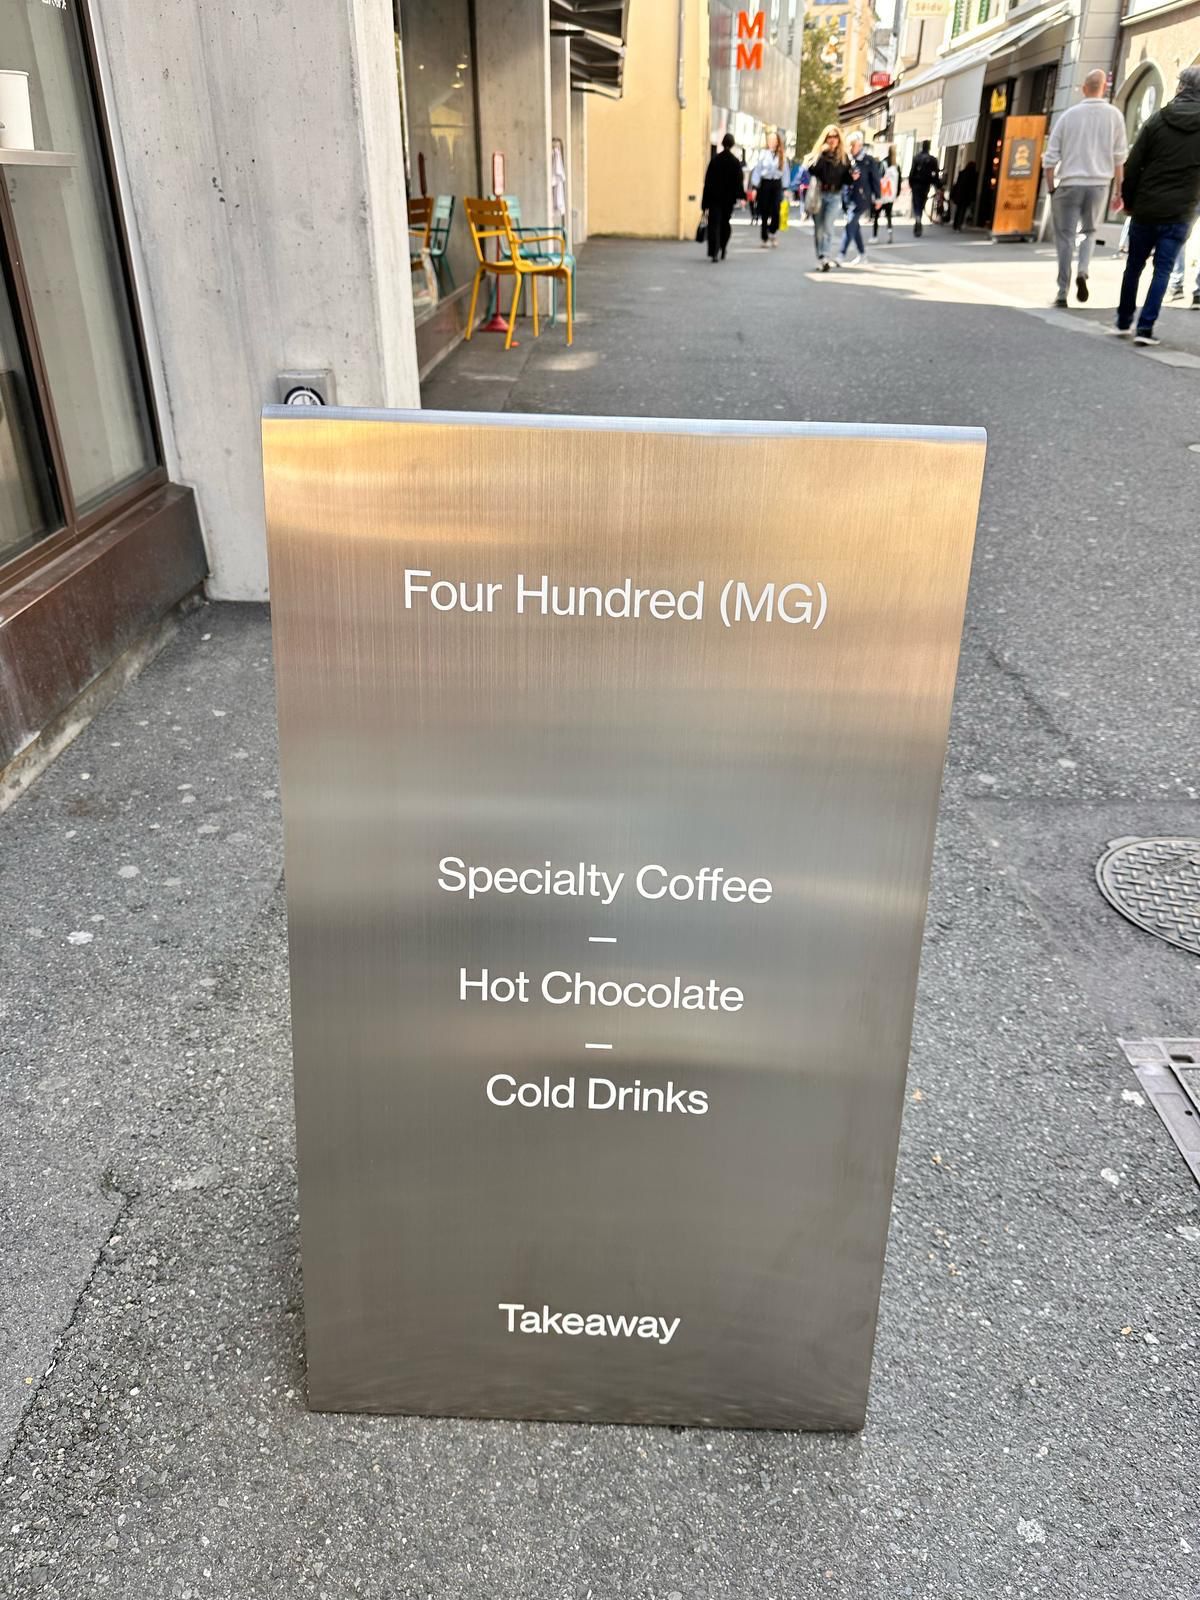 M
M
Four Hundred (MG)
Specialty Coffee
–
Hot Chocolate
–
Cold Drinks
Takeaway